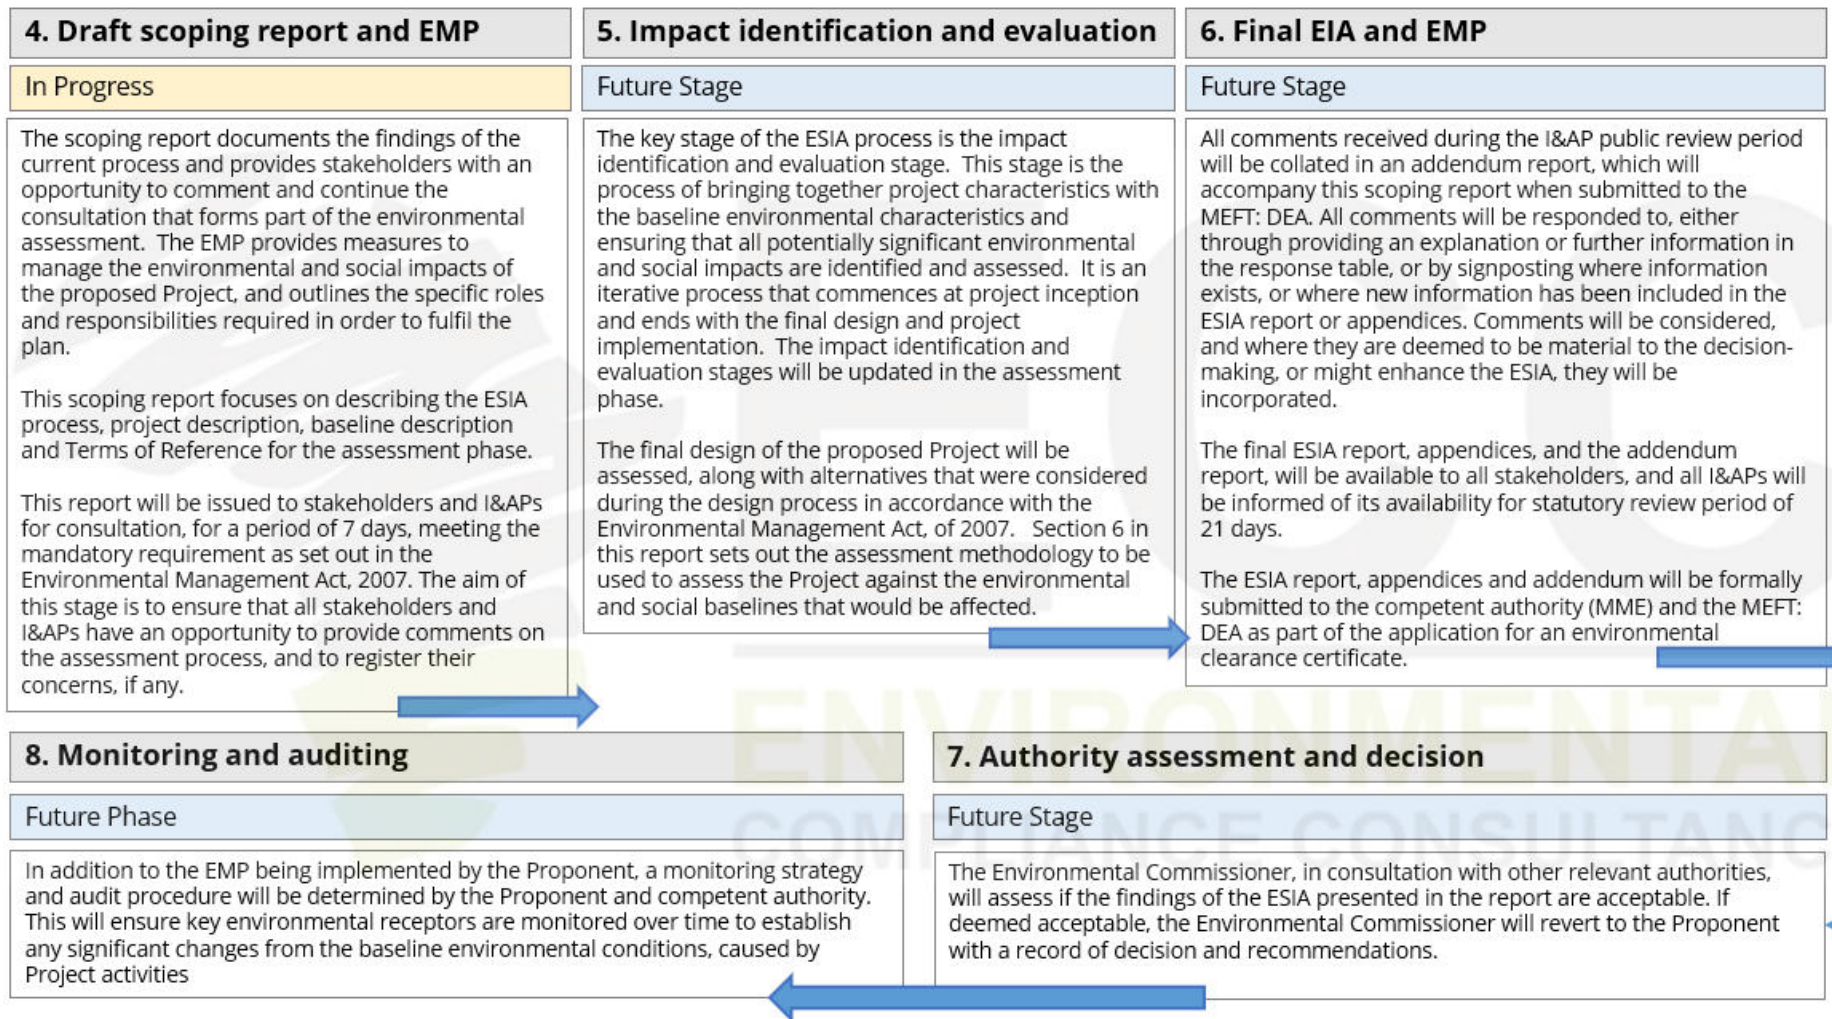 4. Draft scoping report and EMP
In Progress
The scoping report documents the findings of the
current process and provides stakeholders with an
opportunity to comment and continue the
consultation that forms part of the environmental
assessment. The EMP provides measures to
manage the environmental and social impacts of
the proposed Project, and outlines the specific roles
and responsibilities required in order to fulfil the
plan.
This scoping report focuses on describing the ESIA
process, project description, baseline description
and Terms of Reference for the assessment phase.
This report will be issued to stakeholders and I&APs
for consultation, for a period of 7 days, meeting the
mandatory requirement as set out in the
Environmental Management Act, 2007. The aim of
this stage is to ensure that all stakeholders and
I&APs have an opportunity to provide comments on
the assessment process, and to register their
concerns, if any.
5. Impact identification and evaluation
Future Stage
The key stage of the ESIA process is the impact
identification and evaluation stage. This stage is the
process of bringing together project characteristics with
the baseline environmental characteristics and
ensuring that all potentially significant environmental
and social impacts are identified and assessed. It is an
iterative process that commences at project inception
and ends with the final design and project
implementation. The impact identification and
evaluation stages will be updated in the assessment
phase.
The final design of the proposed Project will be
assessed, along with alternatives that were considered
during the design process in accordance with the
Environmental Management Act, of 2007. Section 6 in
this report sets out the assessment methodology to be
used to assess the Project against the environmental
and social baselines that would be affected.
6. Final EIA and EMP
Future Stage
All comments received during the I&AP public review period
will be collated in an addendum report, which will
accompany this scoping report when submitted to the
MEFT: DEA. All comments will be responded to, either
through providing an explanation or further information in
the response table, or by signposting where information
exists, or where new information has been included in the
ESIA report or appendices. Comments will be considered,
and where they are deemed to be material to the decision-
making, or might enhance the ESIA, they will be
incorporated.
The final ESIA report, appendices, and the addendum
report, will be available to all stakeholders, and all I&APs will
be informed of its availability for statutory review period of
21 days.
The ESIA report, appendices and addendum will be formally
submitted to the competent authority (MME) and the MEFT:
DEA as part of the application for an environmental
clearance certificate.
8. Monitoring and auditing
Future Phase
In addition to the EMP being implemented by the Proponent, a monitoring strategy
and audit procedure will be determined by the Proponent and competent authority.
This will ensure key environmental receptors are monitored over time to establish
any significant changes from the baseline environmental conditions, caused by
Project activities
7. Authority assessment and decision
Future Stage
The Environmental Commissioner, in consultation with other relevant authorities,
will assess if the findings of the ESIA presented in the report are acceptable. If
deemed acceptable, the Environmental Commissioner will revert to the Proponent
with a record of decision and recommendations.
ECC
ENVIRONMENTA
COMPLIANCE CONSULTANC